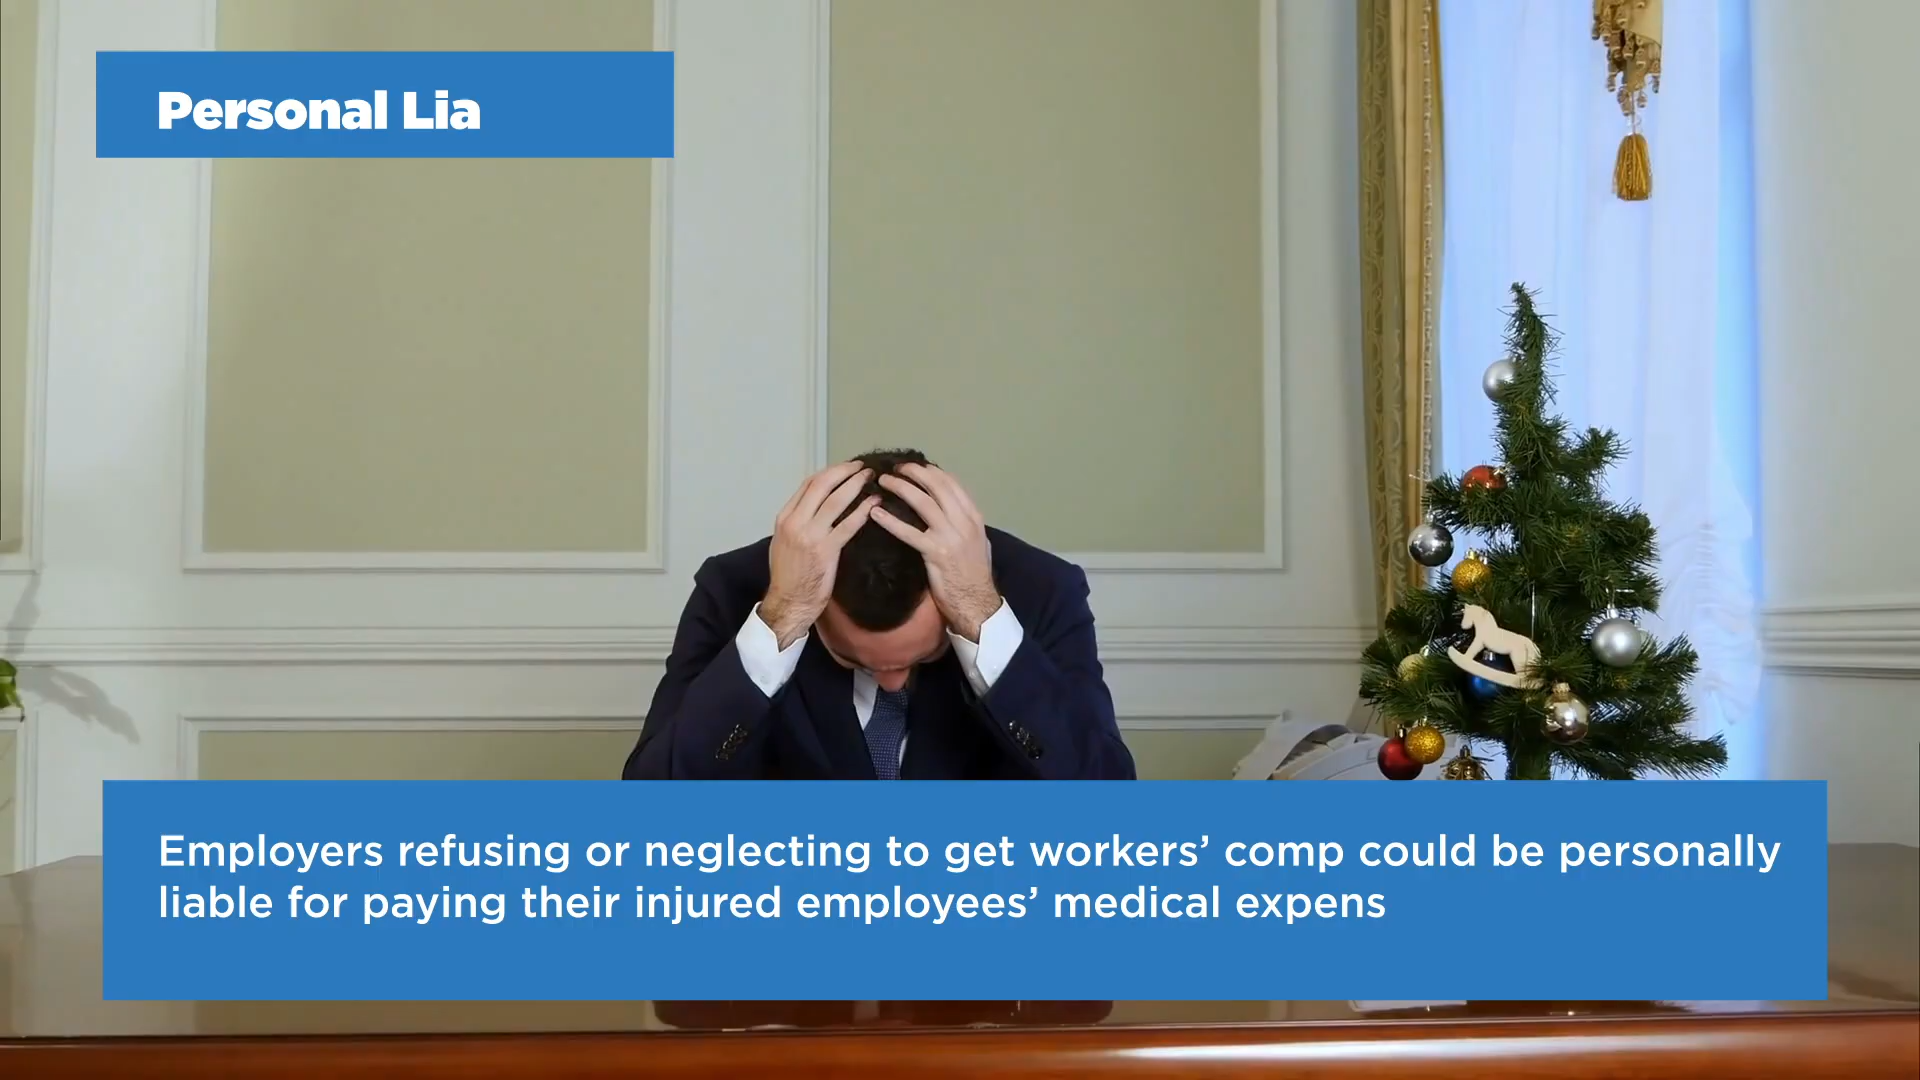 Personal Lia
Employers refusing or neglecting to get workers’ comp could be personally
liable for paying their injured employees’ medical expens